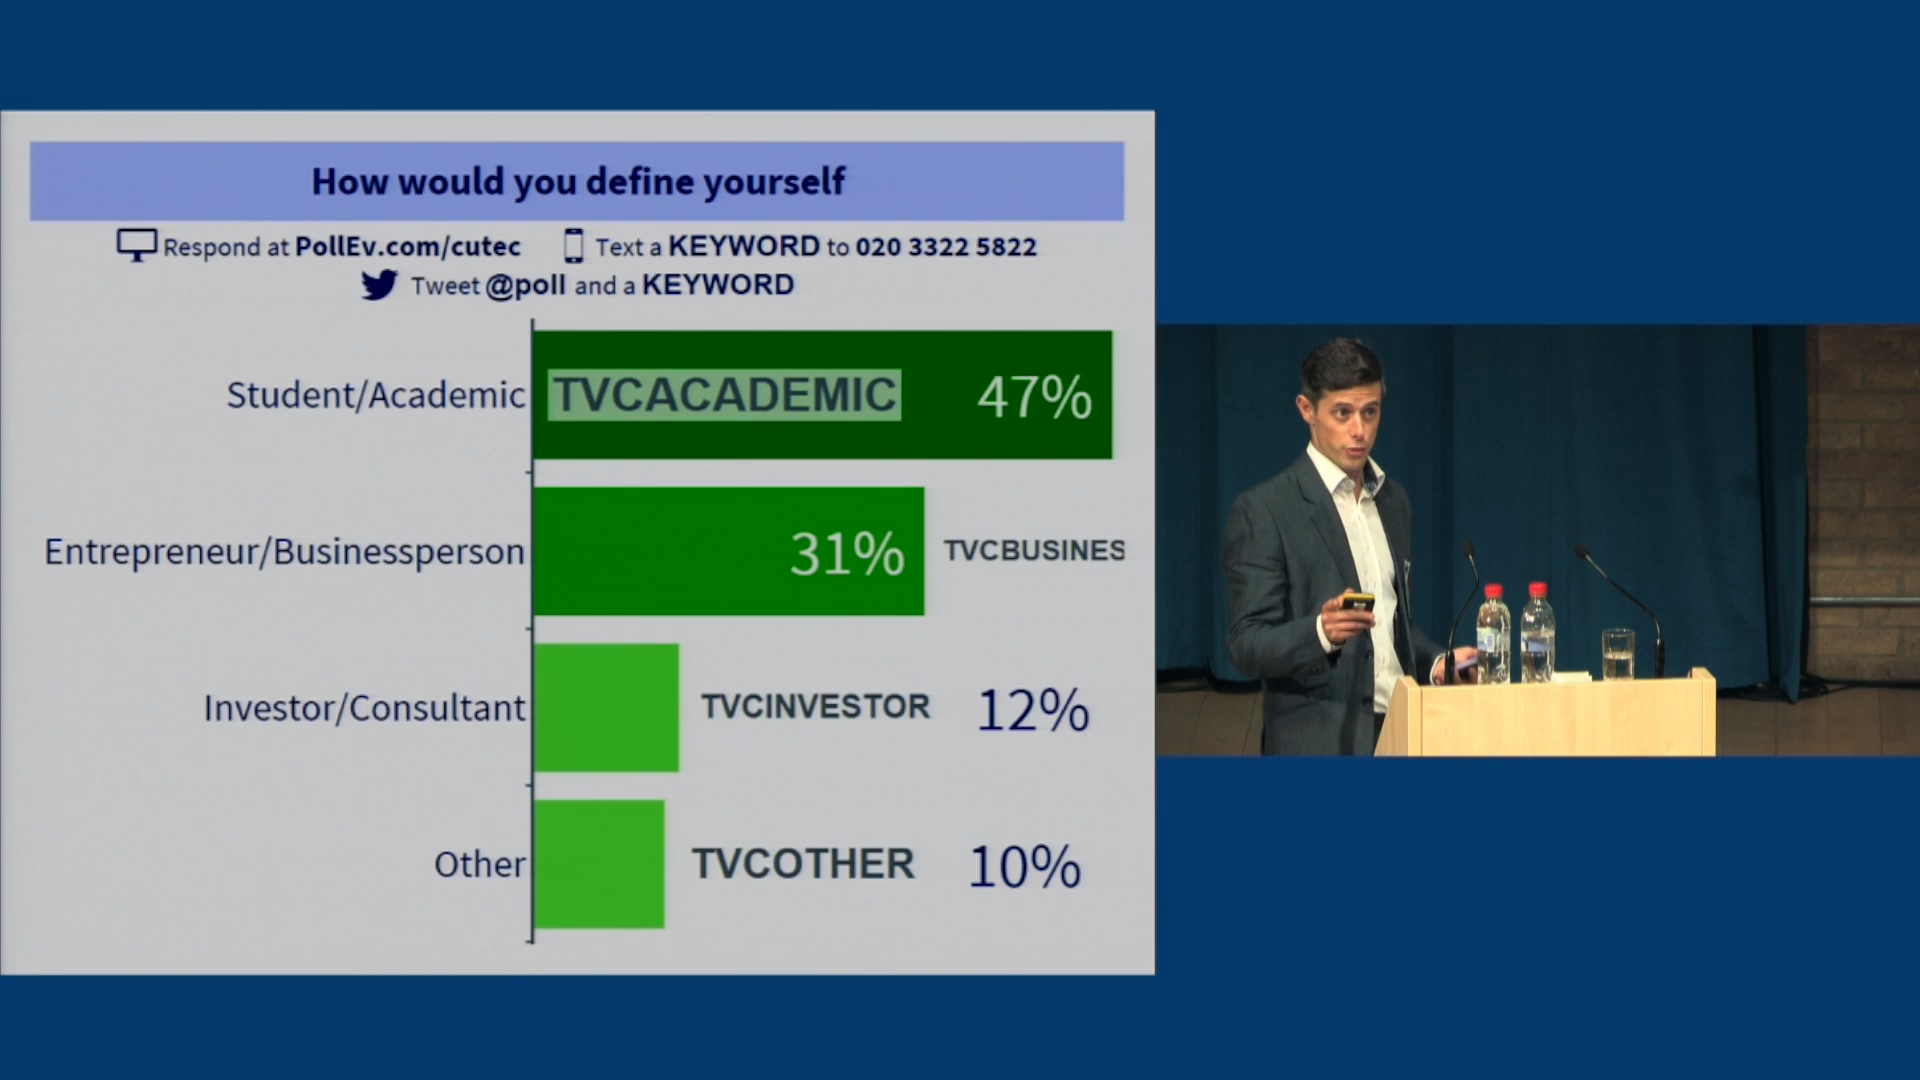 How would you define yourself
Respond at PollEv.com/cutec Text a KEYWORD to 020 3322 5822
Tweet @poll and a KEYWORD
Student/Academic TVCACADEMIC 47%
Entrepreneur/Businessperson 31% TVCBUSINES
Investor/Consultant TVCINVESTOR 12%
Other TVCOTHER 10%